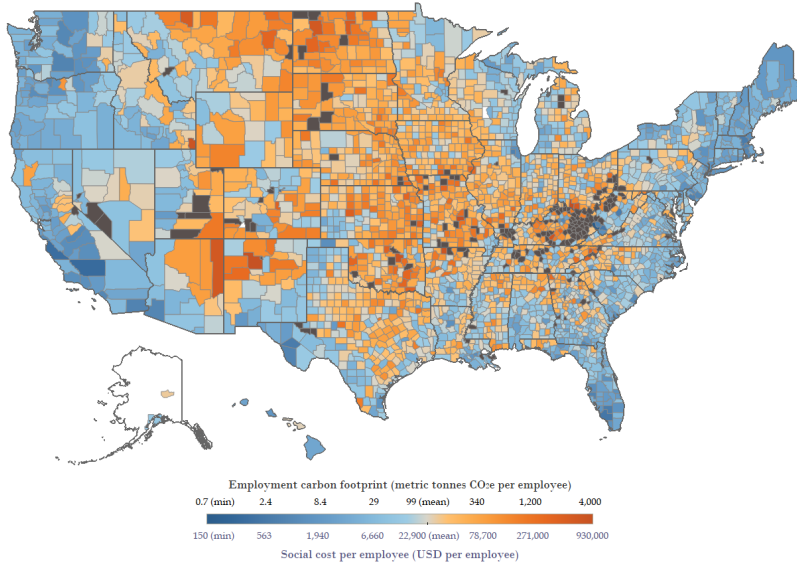 Employment carbon footprint (metric tonnes CO2e per employee)
0.7 (min) 2.4 8.4 29 99 (mean) 340 1,200 4,000
150 (min) 563 1,940 6,660 22,900 (mean) 78,700 271,000 930,000
Social cost per employee (USD per employee)